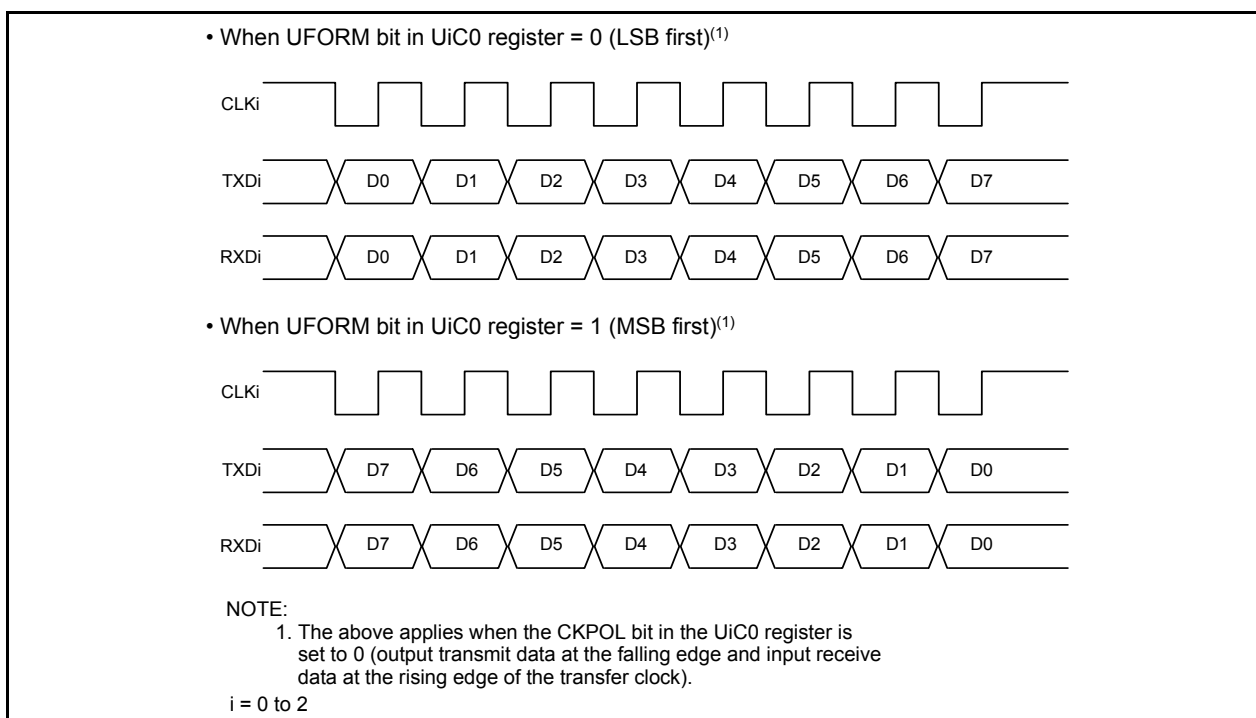 • When UFORM bit in UiC0 register = 0 (LSB first)(1)
CLKi
TXDi D0 D1 D2 D3 D4 D5 D6 D7
RXDi D0 D1 D2 D3 D4 D5 D6 D7
• When UFORM bit in UiC0 register = 1 (MSB first)(1)
CLKi
TXDi D7 D6 D5 D4 D3 D2 D1 D0
RXDi D7 D6 D5 D4 D3 D2 D1 D0
NOTE:
1. The above applies when the CKPOL bit in the UiC0 register is
set to 0 (output transmit data at the falling edge and input receive
data at the rising edge of the transfer clock).
i = 0 to 2